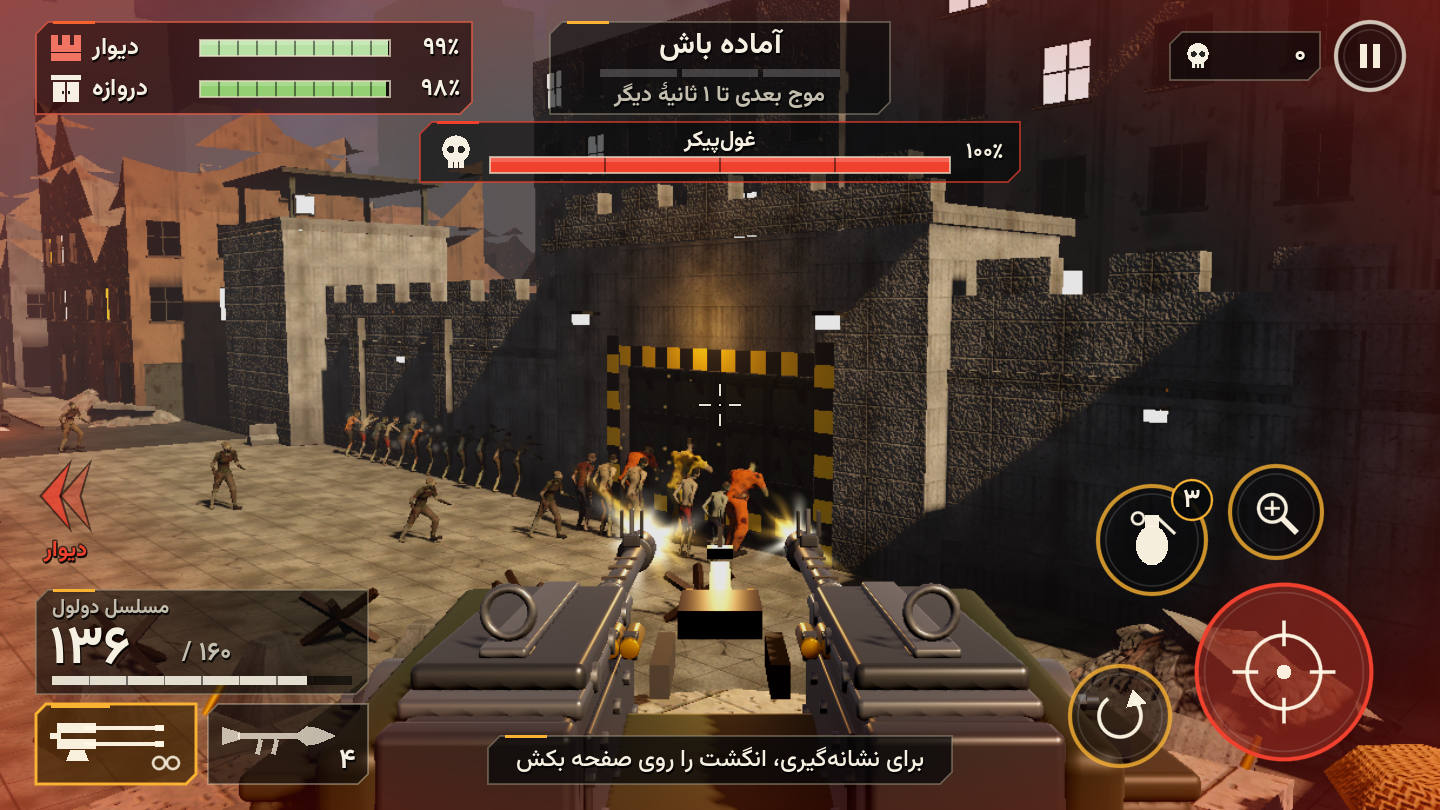 دیوار ۹۹٪
دروازه ۹۸٪
آماده باش
موج بعدی تا ۱ ثانیهٔ دیگر
۰
غول‌پیکر
۱۰۰٪
۳
دیوار
مسلسل دولول
۱۳۶ / ۱۶۰
∞
۴
برای نشانه‌گیری، انگشت را روی صفحه بکش